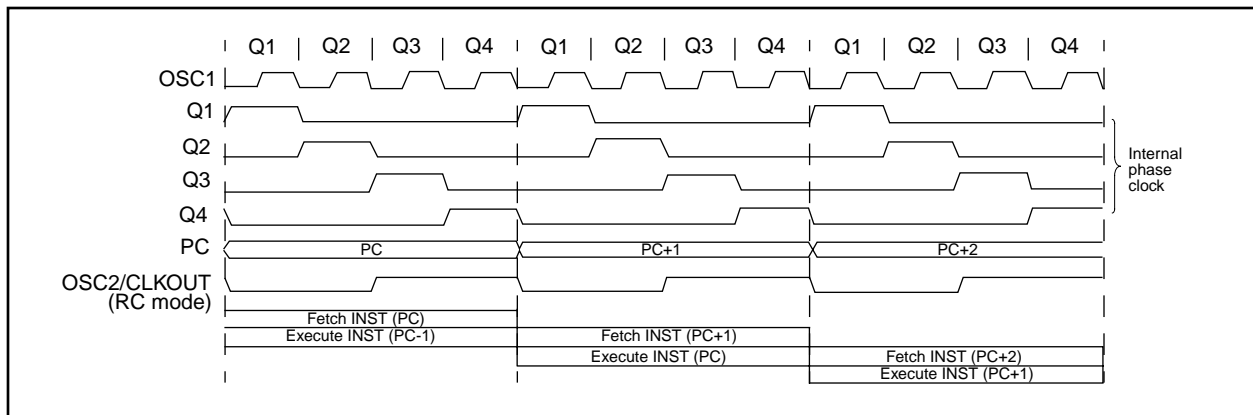 Q1 | Q2 | Q3 | Q4 | Q1 | Q2 | Q3 | Q4 | Q1 | Q2 | Q3 | Q4
OSC1
Q1
Q2
Q3
Q4
PC
Internal
phase
clock
PC PC+1 PC+2
OSC2/CLKOUT
(RC mode)
Fetch INST (PC)
Execute INST (PC-1) Fetch INST (PC+1)
Execute INST (PC) Fetch INST (PC+2)
Execute INST (PC+1)